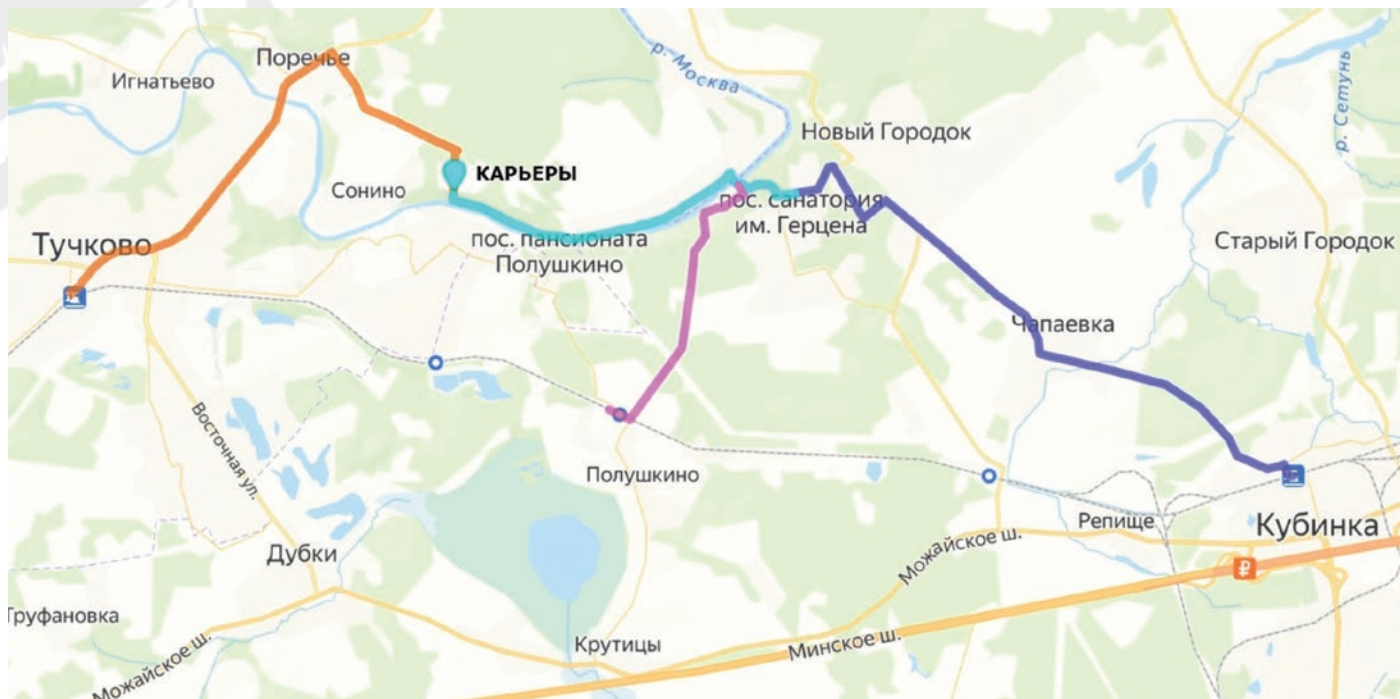 Поречье
Игнатьево
р. Москва
р. Сетунь
Новый Городок
КАРЬЕРЫ
Сонино
пос. санатория
им. Герцена
Тучково
пос. пансионата
Полушкино
Старый Городок
Чапаевка
Восточная ул.
Полушкино
Репище
Кубинка
Дубки
Можайское ш.
₽
Труфановка
Крутицы
Минское ш.
Можайское ш.